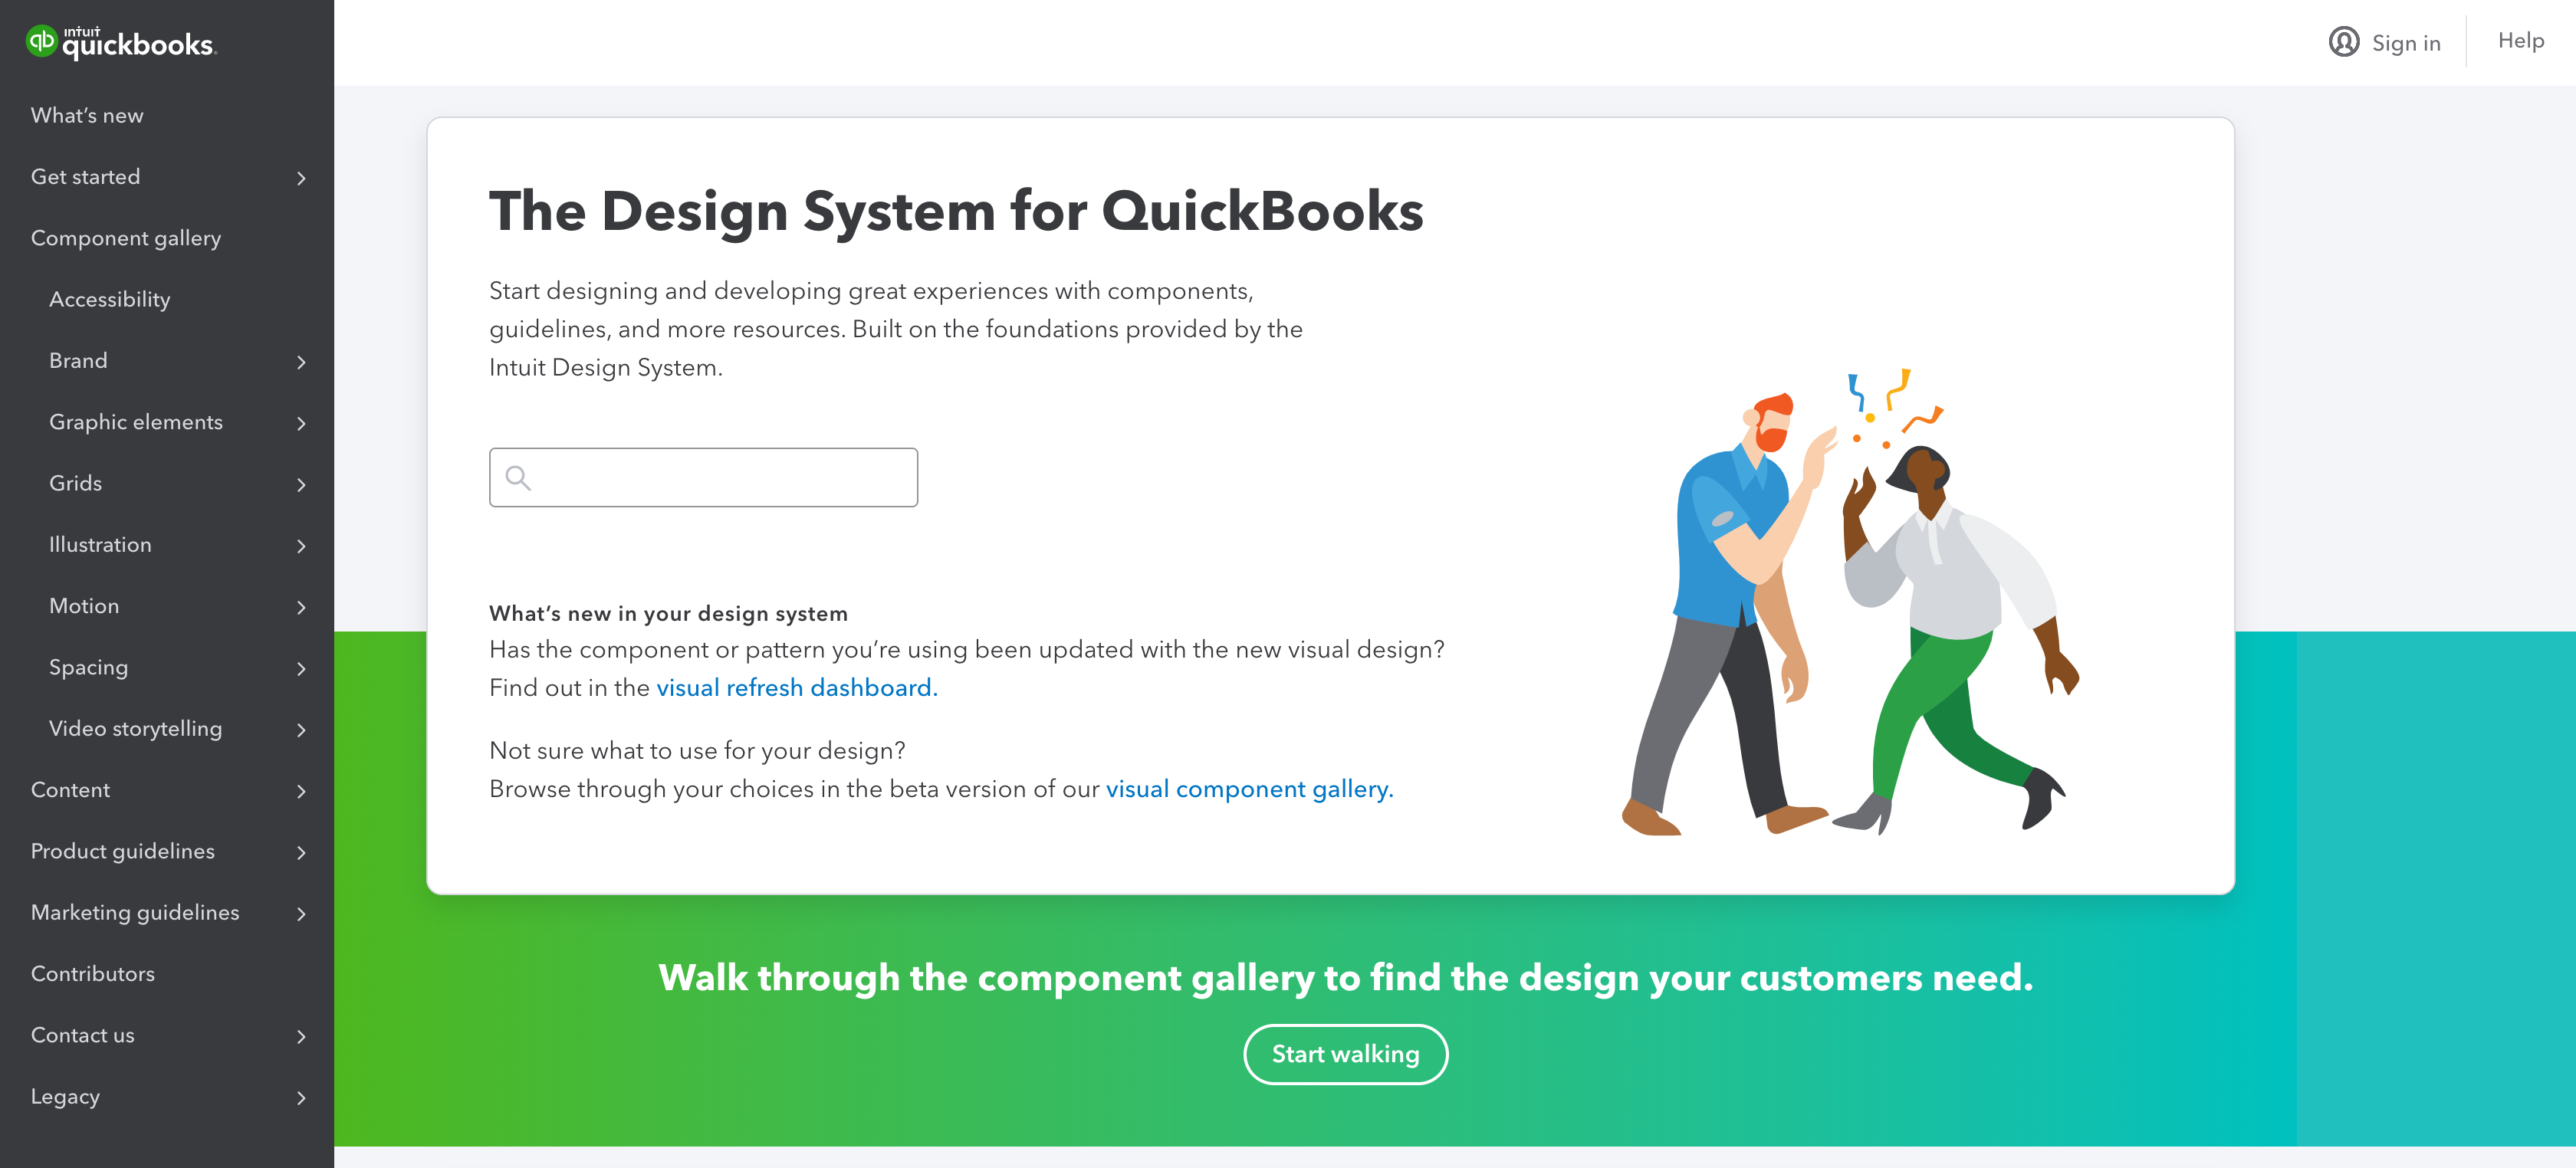 qb intuit quickbooks.
What's new
Get started
Component gallery
Accessibility
Brand
Graphic elements
Grids
Illustration
Motion
Spacing
Video storytelling
Content
Product guidelines
Marketing guidelines
Contributors
Contact us
Legacy
Sign in
Help
The Design System for QuickBooks
Start designing and developing great experiences with components,
guidelines, and more resources. Built on the foundations provided by the
Intuit Design System.
What's new in your design system
Has the component or pattern you're using been updated with the new visual design?
Find out in the visual refresh dashboard.
Not sure what to use for your design?
Browse through your choices in the beta version of our visual component gallery.
Walk through the component gallery to find the design your customers need.
Start walking